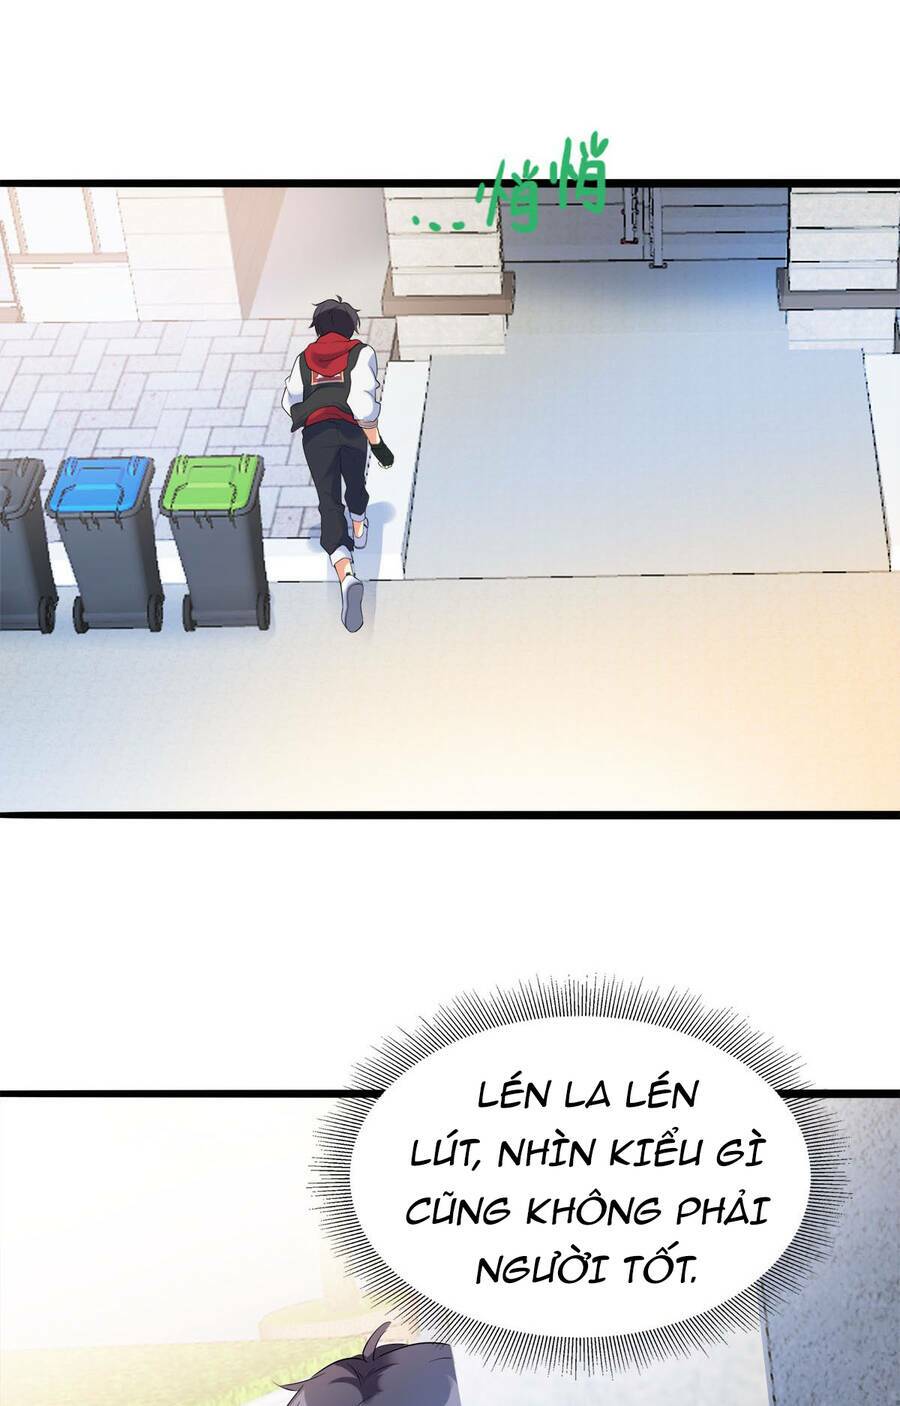 ...悄悄
LÉN LA LÉN
LÚT, NHÌN KIỂU GÌ
CŨNG KHÔNG PHẢI
NGƯỜI TỐT.